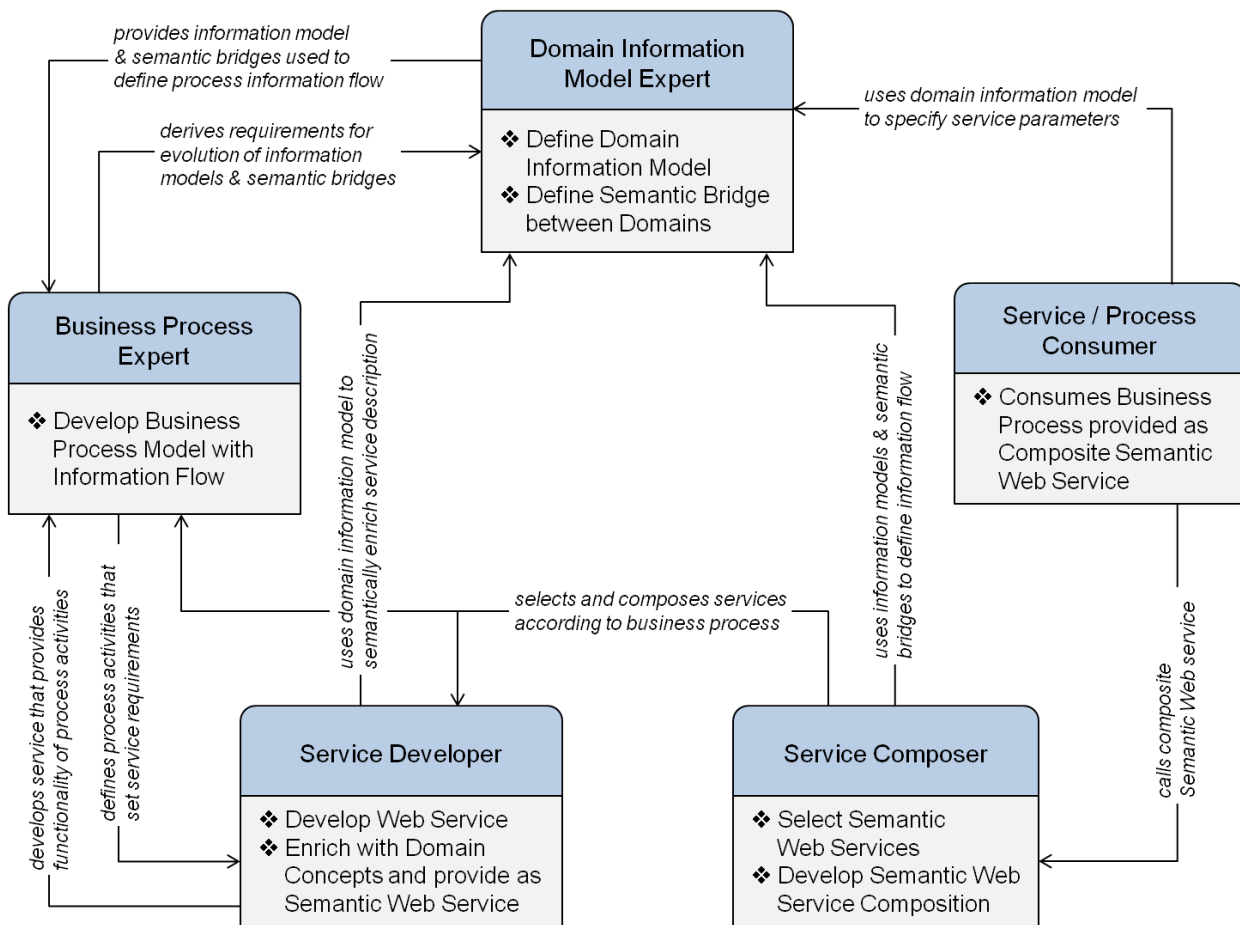 provides information model
& semantic bridges used to
define process information flow
Domain Information
Model Expert
❖ Define Domain
Information Model
❖ Define Semantic Bridge
between Domains
uses domain information model
to specify service parameters
derives requirements for
evolution of information
models & semantic bridges
Business Process
Expert
❖ Develop Business
Process Model with
Information Flow
Service / Process
Consumer
❖ Consumes Business
Process provided as
Composite Semantic
Web Service
uses domain information model to
semantically enrich service description
uses information models & semantic
bridges to define information flow
selects and composes services
according to business process
develops service that provides
functionality of process activities
defines process activities that
set service requirements
calls composite
Semantic Web service
Service Developer
❖ Develop Web Service
❖ Enrich with Domain
Concepts and provide as
Semantic Web Service
Service Composer
❖ Select Semantic
Web Services
❖ Develop Semantic Web
Service Composition